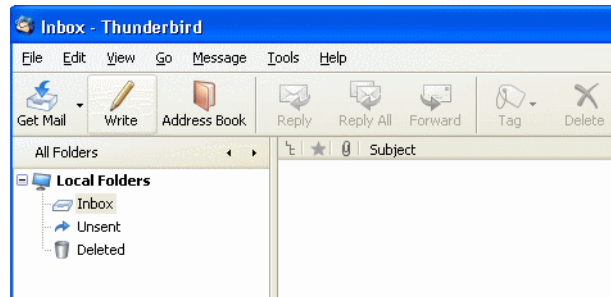 Inbox - Thunderbird
File Edit View Go Message Tools Help
Get Mail Write Address Book Reply Reply All Forward Tag Delete
All Folders Subject
Local Folders
Inbox
Unsent
Deleted